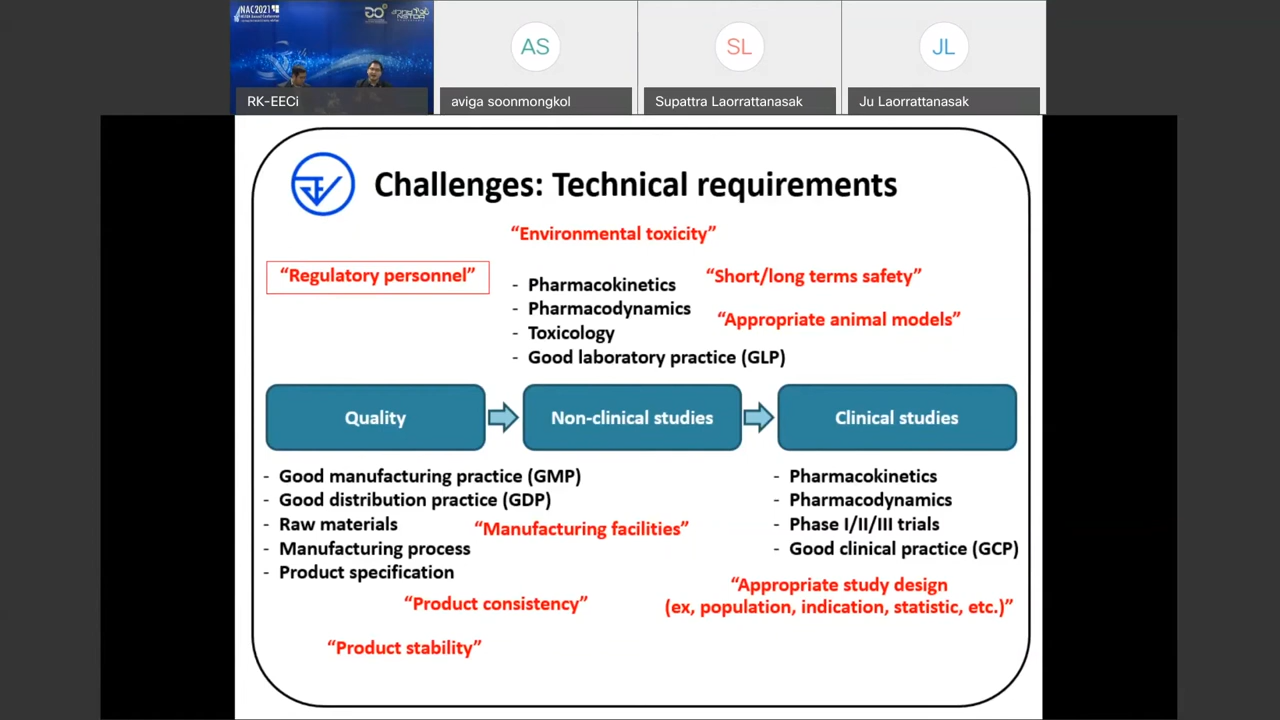 NAC2021
RK-EECi
AS
aviga soonmongkol
SL
Supattra Laorrattanasak
JL
Ju Laorrattanasak
Challenges: Technical requirements
“Environmental toxicity”
“Regulatory personnel”
- Pharmacokinetics
- Pharmacodynamics
- Toxicology
- Good laboratory practice (GLP)
“Short/long terms safety”
“Appropriate animal models”
Quality
Non-clinical studies
Clinical studies
- Good manufacturing practice (GMP)
- Good distribution practice (GDP)
- Raw materials
- Manufacturing process
- Product specification
“Manufacturing facilities”
“Product consistency”
“Product stability”
- Pharmacokinetics
- Pharmacodynamics
- Phase I/II/III trials
- Good clinical practice (GCP)
“Appropriate study design
(ex, population, indication, statistic, etc.)”